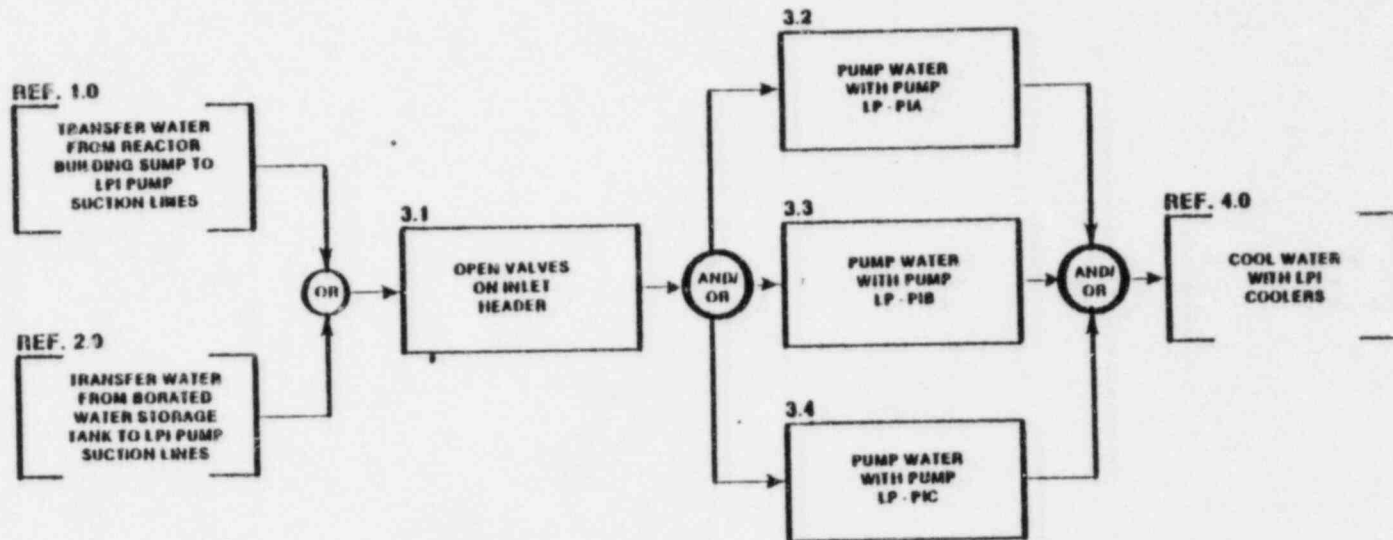 REF. 1.0
TRANSFER WATER
FROM REACTOR
BUILDING SUMP TO
LPI PUMP
SUCTION LINES
REF. 2.0
TRANSFER WATER
FROM BORATED
WATER STORAGE
TANK TO LPI PUMP
SUCTION LINES
OR
3.1
OPEN VALVES
ON INLET
HEADER
AND/
OR
3.2
PUMP WATER
WITH PUMP
LP - PIA
3.3
PUMP WATER
WITH PUMP
LP - PIB
3.4
PUMP WATER
WITH PUMP
LP - PIC
AND/
OR
REF. 4.0
COOL WATER
WITH LPI
COOLERS